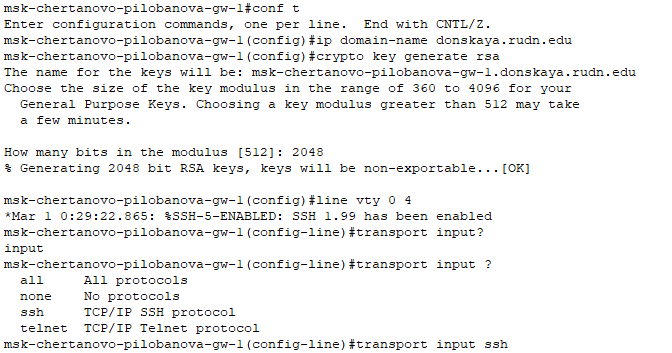 msk-chertanovo-pilobanova-gw-1#conf t
Enter configuration commands, one per line.  End with CNTL/Z.
msk-chertanovo-pilobanova-gw-1(config)#ip domain-name donskaya.rudn.edu
msk-chertanovo-pilobanova-gw-1(config)#crypto key generate rsa
The name for the keys will be: msk-chertanovo-pilobanova-gw-1.donskaya.rudn.edu
Choose the size of the key modulus in the range of 360 to 4096 for your
  General Purpose Keys. Choosing a key modulus greater than 512 may take
  a few minutes.

How many bits in the modulus [512]: 2048
% Generating 2048 bit RSA keys, keys will be non-exportable...[OK]

msk-chertanovo-pilobanova-gw-1(config)#line vty 0 4
*Mar 1 0:29:22.865: %SSH-5-ENABLED: SSH 1.99 has been enabled
msk-chertanovo-pilobanova-gw-1(config-line)#transport input?
input
msk-chertanovo-pilobanova-gw-1(config-line)#transport input ?
  all     All protocols
  none    No protocols
  ssh     TCP/IP SSH protocol
  telnet  TCP/IP Telnet protocol
msk-chertanovo-pilobanova-gw-1(config-line)#transport input ssh